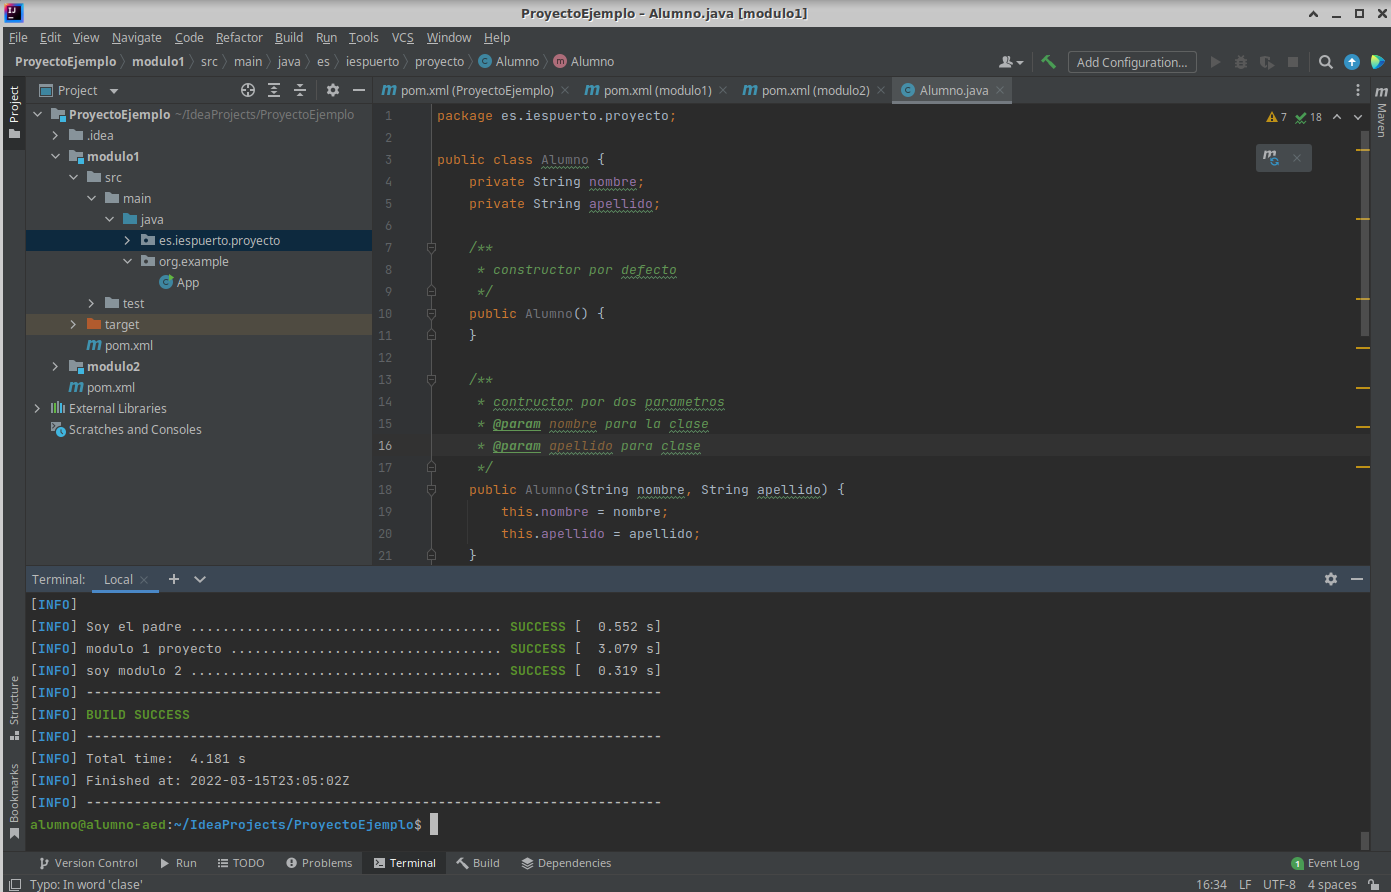 ProyectoEjemplo – Alumno.java [modulo1]
File Edit View Navigate Code Refactor Build Run Tools VCS Window Help
ProyectoEjemplo modulo1 src main java es iespuerto proyecto Alumno Alumno
Add Configuration...
Project
Project
pom.xml (ProyectoEjemplo)
pom.xml (modulo1)
pom.xml (modulo2)
Alumno.java
Maven
ProyectoEjemplo ~/IdeaProjects/ProyectoEjemplo
.idea
modulo1
src
main
java
es.iespuerto.proyecto
org.example
App
test
target
pom.xml
modulo2
pom.xml
External Libraries
Scratches and Consoles
7 18
1 package es.iespuerto.proyecto;
2
3 public class Alumno {
4 private String nombre;
5 private String apellido;
6
7 /**
8 * constructor por defecto
9 */
10 public Alumno() {
11 }
12
13 /**
14 * contructor por dos parametros
15 * @param nombre para la clase
16 * @param apellido para clase
17 */
18 public Alumno(String nombre, String apellido) {
19 this.nombre = nombre;
20 this.apellido = apellido;
21 }
Terminal: Local
[INFO]
[INFO] Soy el padre ....................................... SUCCESS [  0.552 s]
[INFO] modulo 1 proyecto .................................. SUCCESS [  3.079 s]
[INFO] soy modulo 2 ....................................... SUCCESS [  0.319 s]
[INFO] ------------------------------------------------------------------------
[INFO] BUILD SUCCESS
[INFO] ------------------------------------------------------------------------
[INFO] Total time:  4.181 s
[INFO] Finished at: 2022-03-15T23:05:02Z
[INFO] ------------------------------------------------------------------------
alumno@alumno-aed:~/IdeaProjects/ProyectoEjemplo$
Structure
Bookmarks
Version Control Run TODO Problems Terminal Build Dependencies 1 Event Log
Typo: In word 'clase' 16:34 LF UTF-8 4 spaces